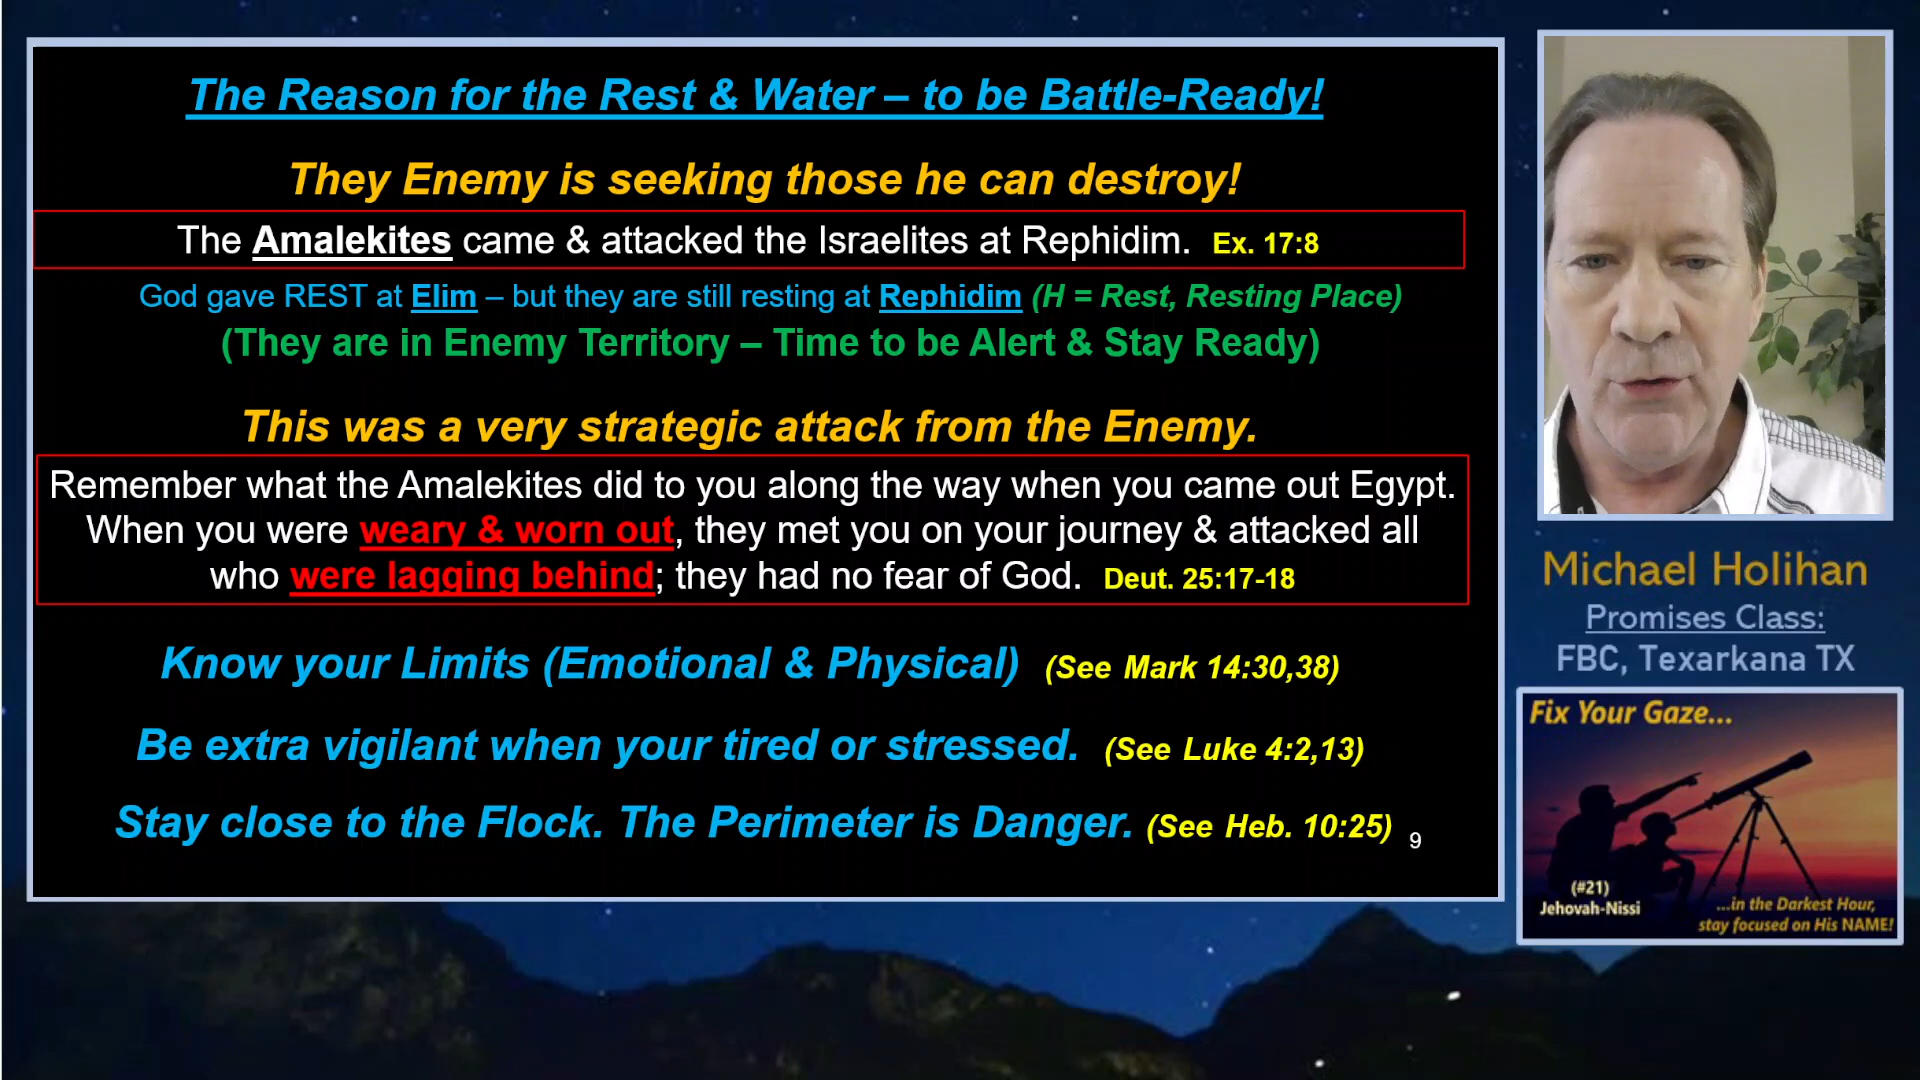 The Reason for the Rest & Water – to be Battle-Ready!
They Enemy is seeking those he can destroy!
The Amalekites came & attacked the Israelites at Rephidim. Ex. 17:8
God gave REST at Elim – but they are still resting at Rephidim (H = Rest, Resting Place)
(They are in Enemy Territory – Time to be Alert & Stay Ready)
This was a very strategic attack from the Enemy.
Remember what the Amalekites did to you along the way when you came out Egypt.
When you were weary & worn out, they met you on your journey & attacked all
who were lagging behind; they had no fear of God. Deut. 25:17-18
Know your Limits (Emotional & Physical) (See Mark 14:30,38)
Be extra vigilant when your tired or stressed. (See Luke 4:2,13)
Stay close to the Flock. The Perimeter is Danger. (See Heb. 10:25)
9
Michael Holihan
Promises Class:
FBC, Texarkana TX
Fix Your Gaze...
(#21)
Jehovah-Nissi
...in the Darkest Hour,
stay focused on His NAME!